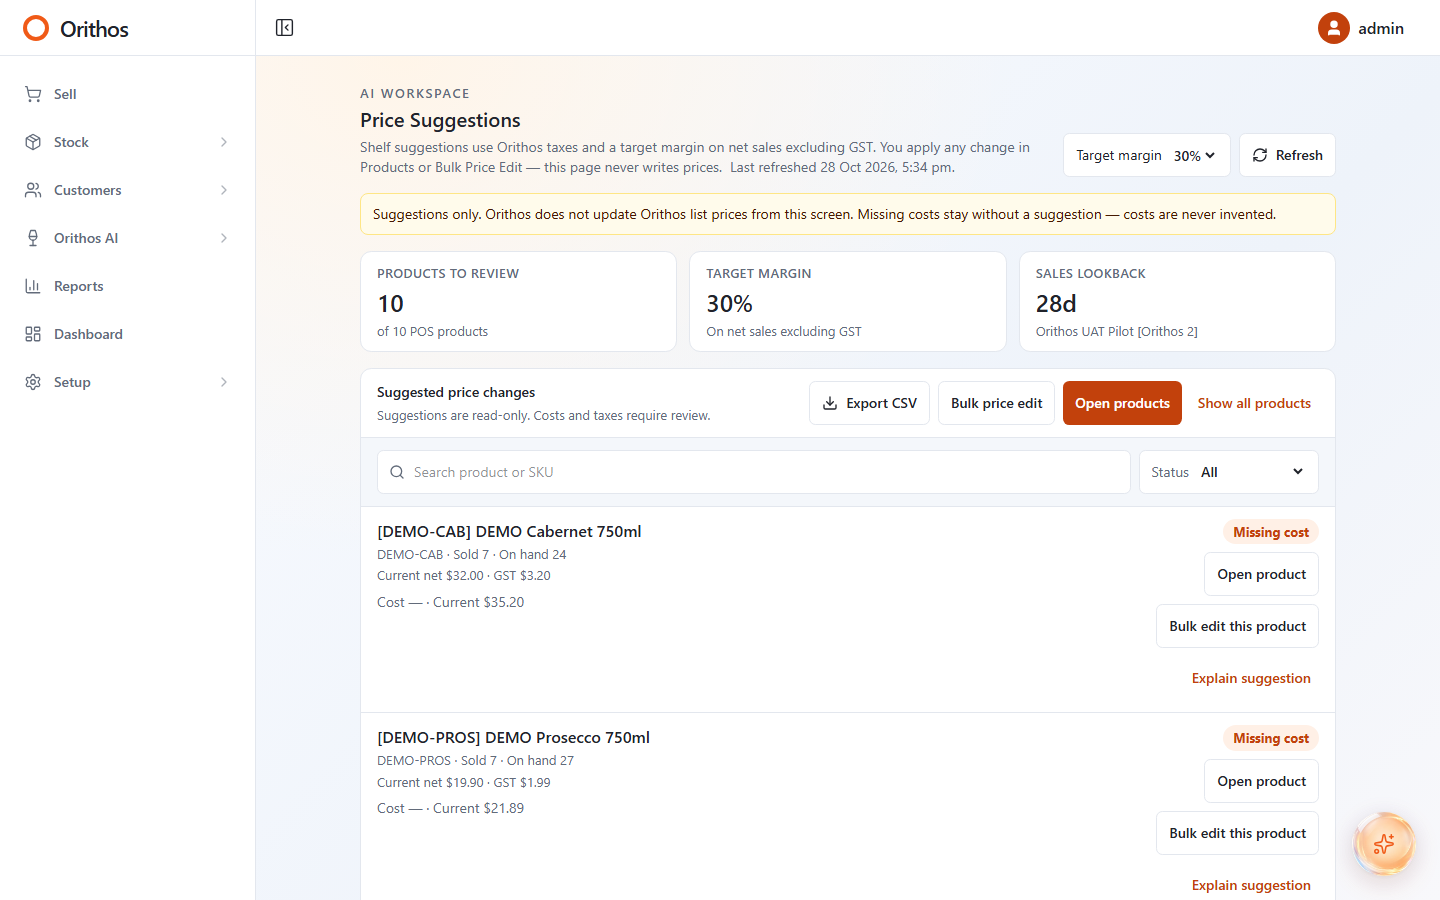 Orithos
admin
Sell
Stock
Customers
Orithos AI
Reports
Dashboard
Setup
AI WORKSPACE
Price Suggestions
Shelf suggestions use Orithos taxes and a target margin on net sales excluding GST. You apply any change in
Products or Bulk Price Edit — this page never writes prices. Last refreshed 28 Oct 2026, 5:34 pm.
Target margin 30%
Refresh
Suggestions only. Orithos does not update Orithos list prices from this screen. Missing costs stay without a suggestion — costs are never invented.
PRODUCTS TO REVIEW
10
of 10 POS products
TARGET MARGIN
30%
On net sales excluding GST
SALES LOOKBACK
28d
Orithos UAT Pilot [Orithos 2]
Suggested price changes
Suggestions are read-only. Costs and taxes require review.
Export CSV
Bulk price edit
Open products
Show all products
Search product or SKU
Status All
[DEMO-CAB] DEMO Cabernet 750ml
DEMO-CAB · Sold 7 · On hand 24
Current net $32.00 · GST $3.20
Cost — · Current $35.20
Missing cost
Open product
Bulk edit this product
Explain suggestion
[DEMO-PROS] DEMO Prosecco 750ml
DEMO-PROS · Sold 7 · On hand 27
Current net $19.90 · GST $1.99
Cost — · Current $21.89
Missing cost
Open product
Bulk edit this product
Explain suggestion